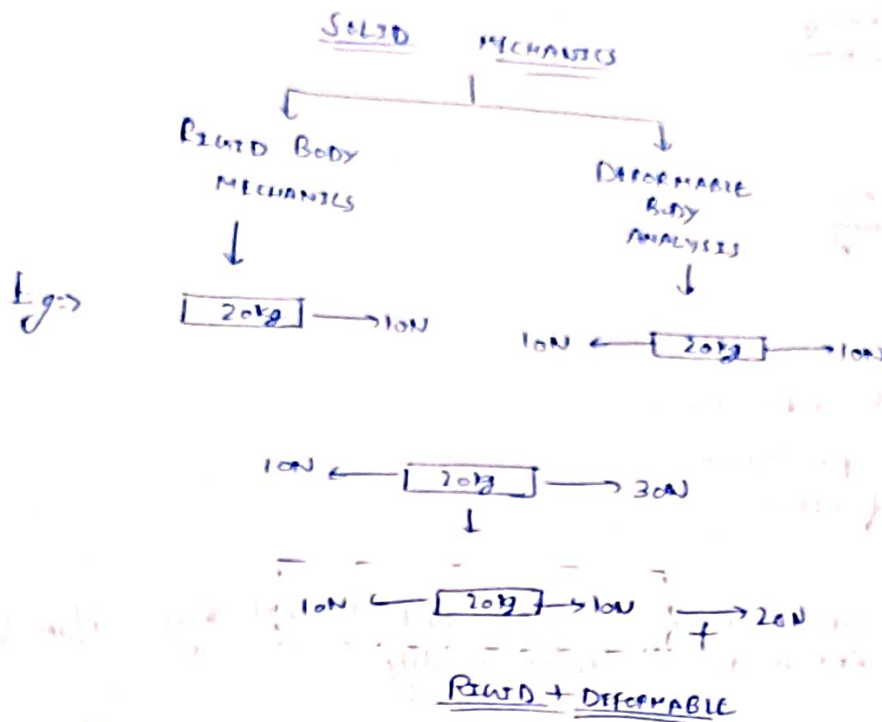 SOLID MECHANICS
RIGID BODY
MECHANICS
DEFORMABLE
BODY
ANALYSIS
Eg:→
20kg → 10N
10N ← 20kg → 10N
10N ← 20kg → 30N
10N ← 20kg → 10N + → 20N
RIGID + DEFORMABLE